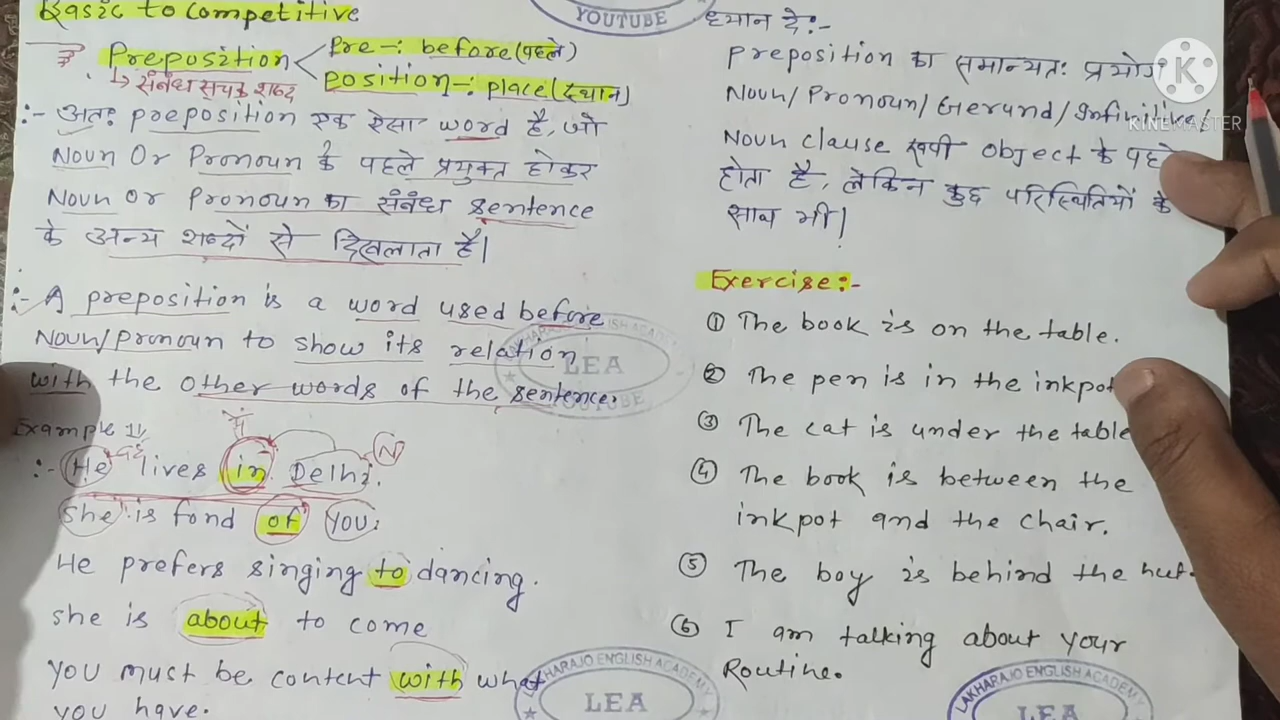 Basic to Competitive
Preposition
Pre -: before (पहले)
Position -: place (स्थान)
↳ संबंध सूचक शब्द
:- अतः preposition एक ऐसा word है, जो
Noun Or Pronoun के पहले प्रयुक्त होकर
Noun or Pronoun का संबंध sentence
के अन्य शब्दों से दिखलाता है।
:- A preposition is a word used before
Noun/pronoun to show its relation
with the other words of the sentence.
Example
में
N
:- He lives in Delhi.
She is fond of you.
He prefers singing to dancing.
She is about to come
You must be content with what
you have.
YOUTUBE
ध्यान दे:-
Preposition का समान्यतः प्रयोग
Noun/Pronoun/Gerund/Infinitive/
Noun clause रूपी object के पहले
होता है, लेकिन कुछ परिस्थितियों के
साथ भी।
K
KINEMASTER
Exercise:-
① The book is on the table.
② The pen is in the inkpot
③ The cat is under the table
④ The book is between the
inkpot and the chair.
⑤ The boy is behind the hut.
⑥ I am talking about your
Routine.
LEA
YOUTUBE
LAKHARAJO ENGLISH ACADEMY
LEA
LAKHARAJO ENGLISH ACADEMY
LEA